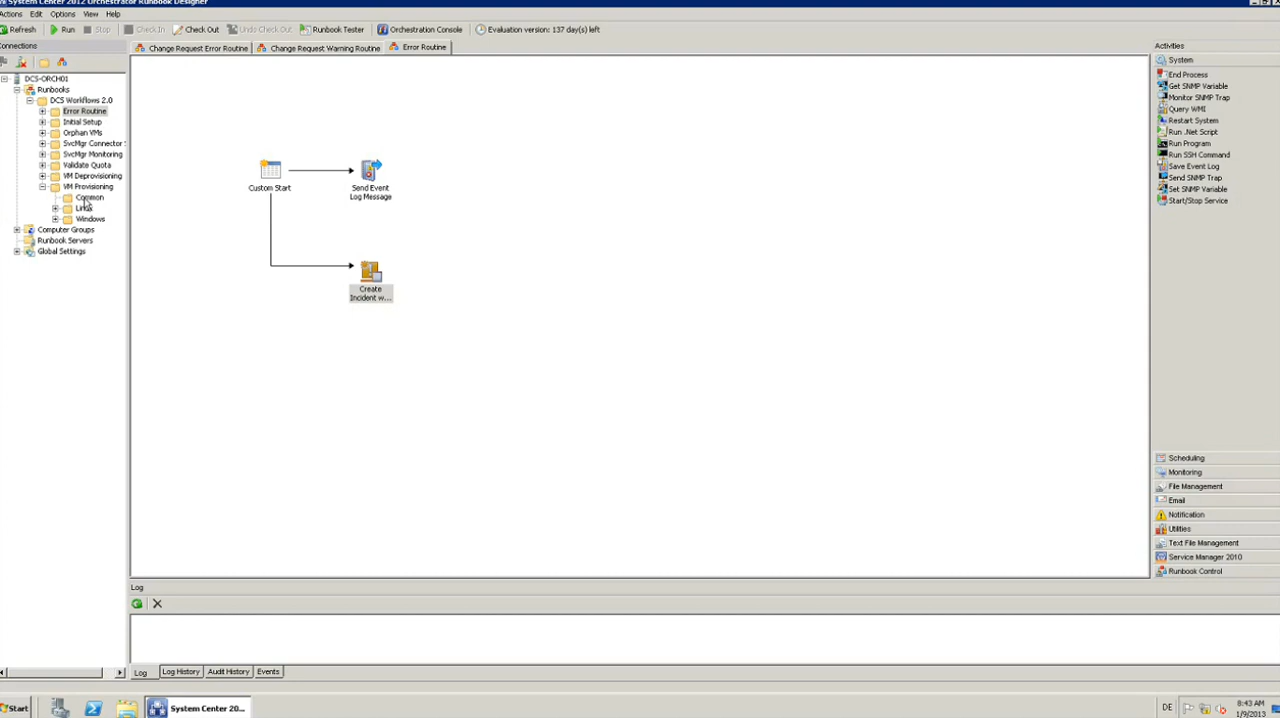 System Center 2012 Orchestrator Runbook Designer
Actions Edit Options View Help
Refresh Run Stop Check In Check Out Undo Check Out Runbook Tester Orchestration Console Evaluation version: 137 day(s) left
Connections
Change Request Error Routine Change Request Warning Routine Error Routine
DCS-ORCH01
Runbooks
DCS Workflows 2.0
Error Routine
Initial Setup
Orphan VMs
SvcMgr Connector
SvcMgr Monitoring
Validate Quota
VM Deprovisioning
VM Provisioning
Common
Linux
Windows
Computer Groups
Runbook Servers
Global Settings
Custom Start
Send Event
Log Message
Create
Incident w...
Activities
System
End Process
Get SNMP Variable
Monitor SNMP Trap
Query WMI
Restart System
Run .Net Script
Run Program
Run SSH Command
Save Event Log
Send SNMP Trap
Set SNMP Variable
Start/Stop Service
Scheduling
Monitoring
File Management
Email
Notification
Utilities
Text File Management
Service Manager 2010
Runbook Control
Log
Log Log History Audit History Events
Start System Center 20... DE 8:43 AM
1/9/2013